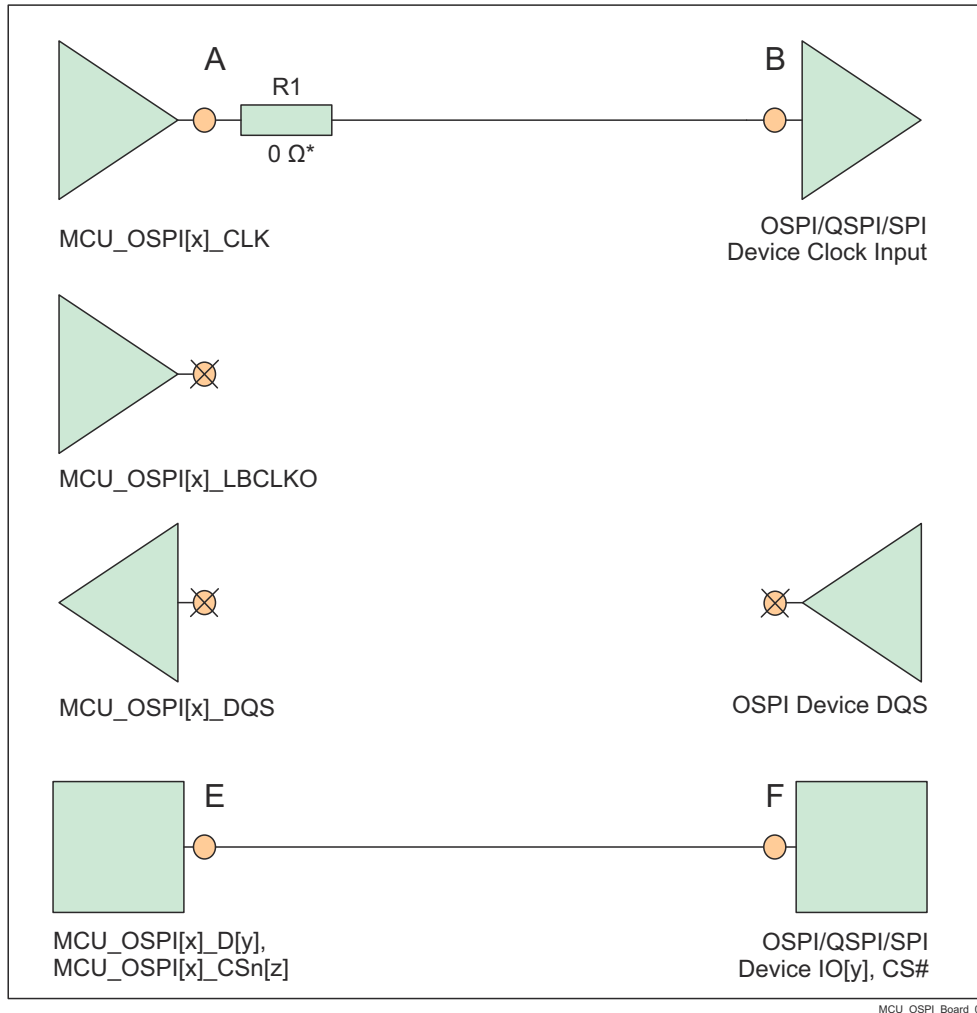 A
B
R1
0 Ω*
MCU_OSPI[x]_CLK
OSPI/QSPI/SPI
Device Clock Input
MCU_OSPI[x]_LBCLKO
MCU_OSPI[x]_DQS
OSPI Device DQS
E
F
MCU_OSPI[x]_D[y],
MCU_OSPI[x]_CSn[z]
OSPI/QSPI/SPI
Device IO[y], CS#